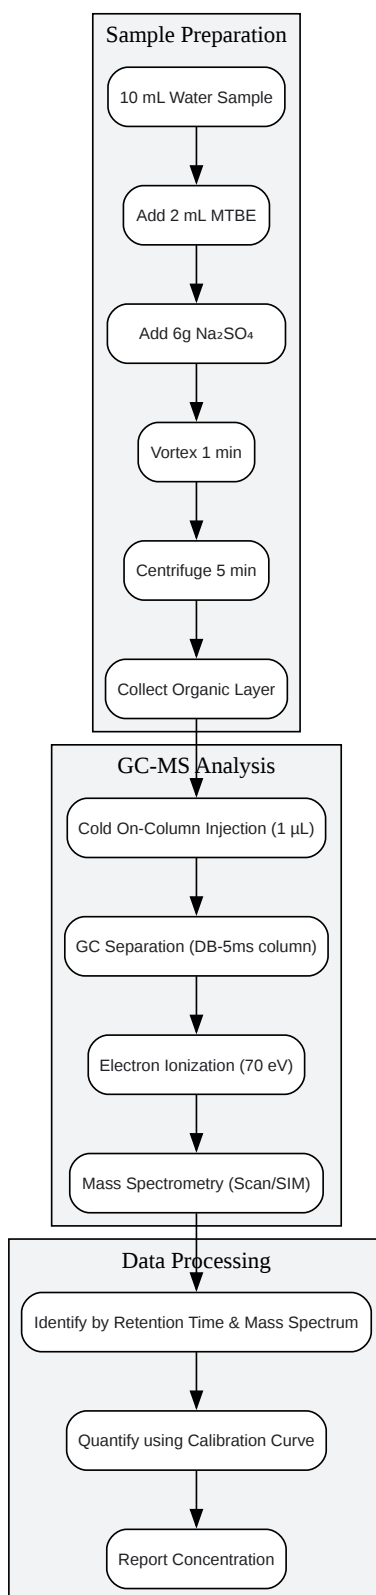 Sample Preparation
10 mL Water Sample
Add 2 mL MTBE
Add 6g Na₂SO₄
Vortex 1 min
Centrifuge 5 min
Collect Organic Layer
GC-MS Analysis
Cold On-Column Injection (1 µL)
GC Separation (DB-5ms column)
Electron Ionization (70 eV)
Mass Spectrometry (Scan/SIM)
Data Processing
Identify by Retention Time & Mass Spectrum
Quantify using Calibration Curve
Report Concentration